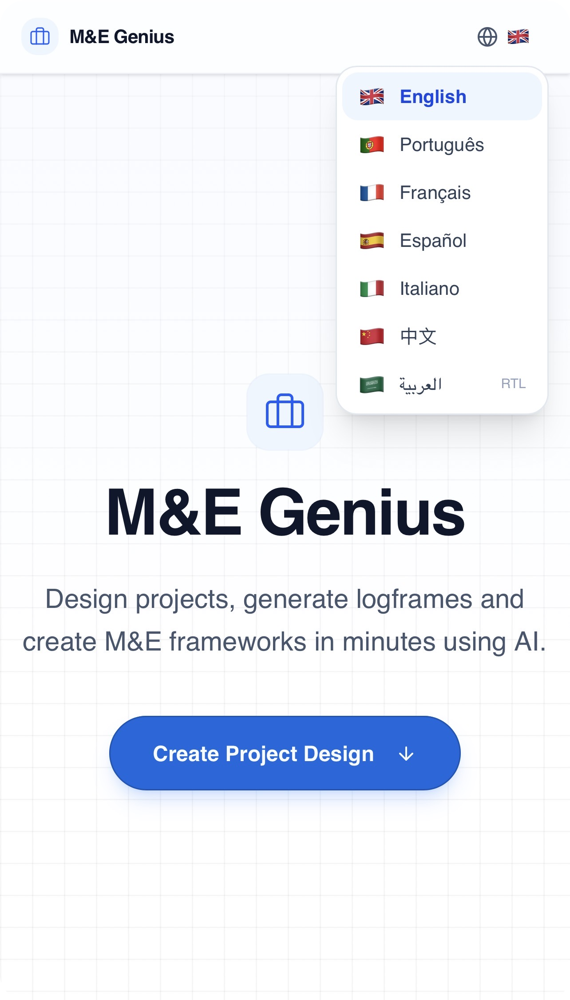 M&E Genius
English
Português
Français
Español
Italiano
中文
العربية RTL
M&E Genius
Design projects, generate logframes and
create M&E frameworks in minutes using AI.
Create Project Design